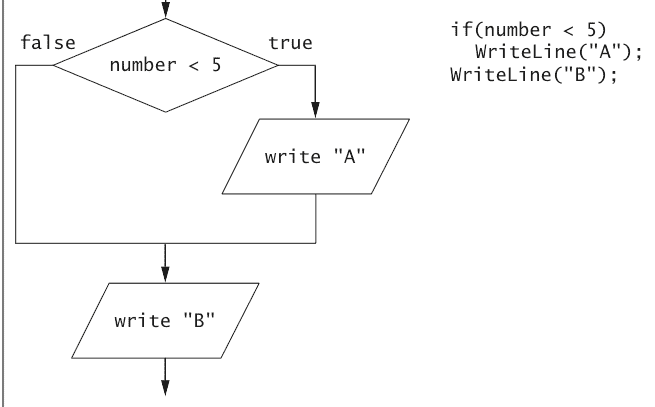 false
true
number < 5
write "A"
write "B"
if(number < 5)
WriteLine("A");
WriteLine("B");